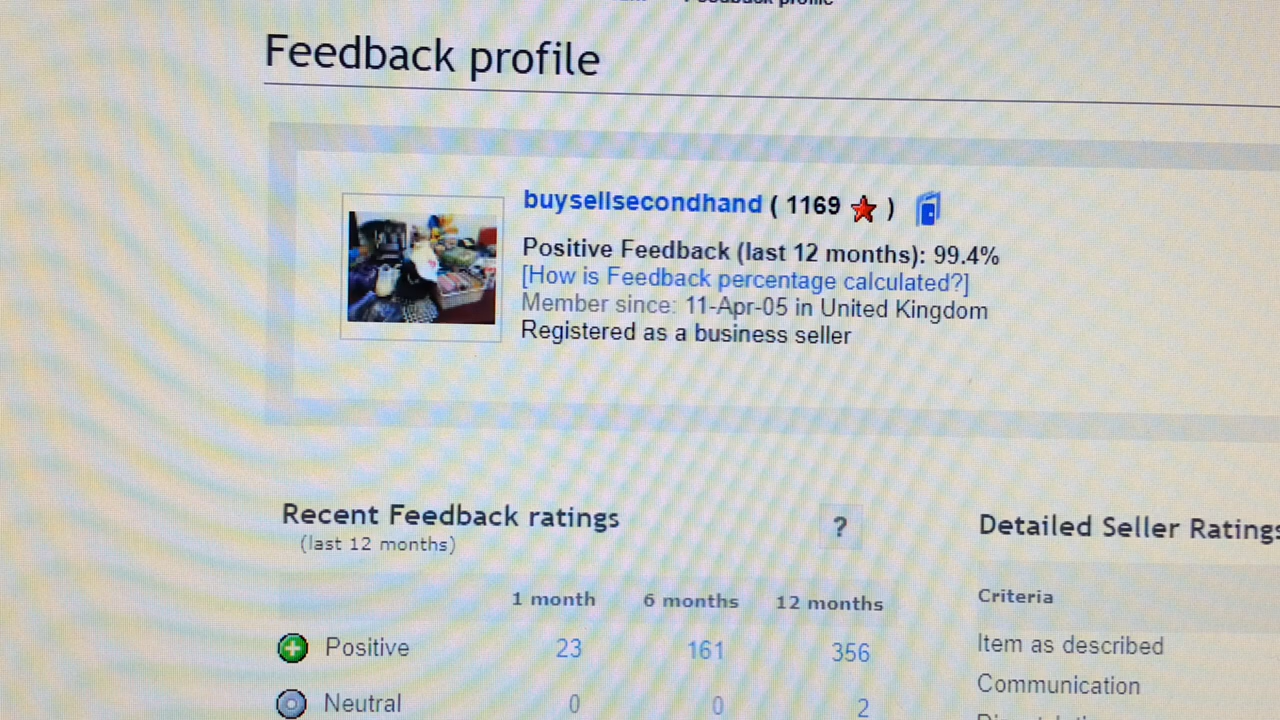 Feedback profile
Feedback profile
buysellsecondhand ( 1169 )
Positive Feedback (last 12 months): 99.4%
[How is Feedback percentage calculated?]
Member since: 11-Apr-05 in United Kingdom
Registered as a business seller
Recent Feedback ratings ?
(last 12 months)
1 month 6 months 12 months
Positive 23 161 356
Neutral 0 0 2
Detailed Seller Ratings
Criteria
Item as described
Communication